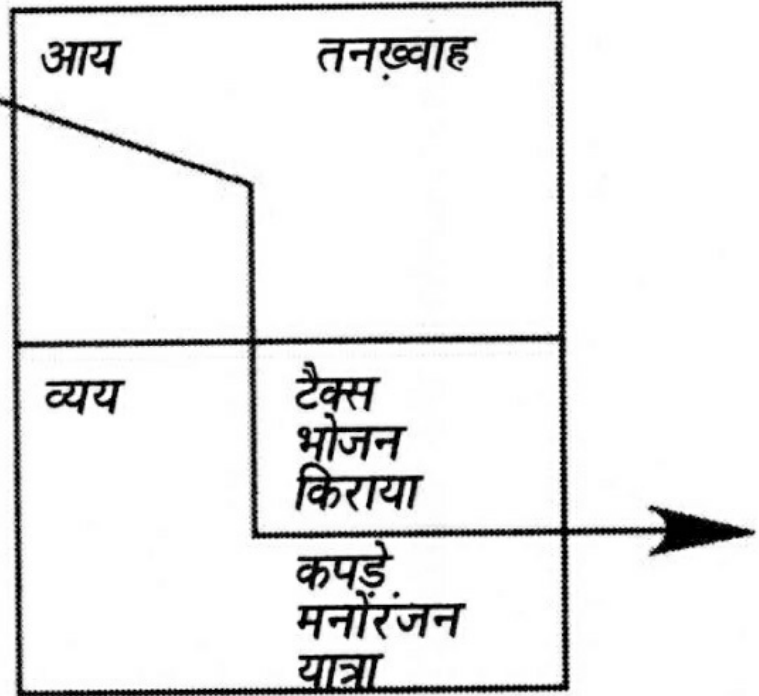 आय तनख़्वाह
व्यय टैक्स
भोजन
किराया
कपड़े
मनोरंजन
यात्रा